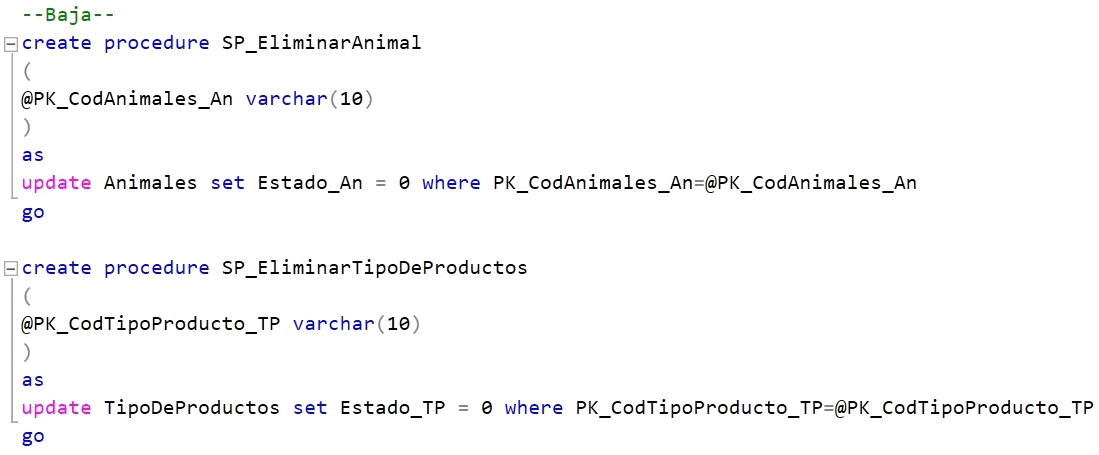 --Baja--
create procedure SP_EliminarAnimal
(
@PK_CodAnimales_An varchar(10)
)
as
update Animales set Estado_An = 0 where PK_CodAnimales_An=@PK_CodAnimales_An
go
create procedure SP_EliminarTipoDeProductos
(
@PK_CodTipoProducto_TP varchar(10)
)
as
update TipoDeProductos set Estado_TP = 0 where PK_CodTipoProducto_TP=@PK_CodTipoProducto_TP
go